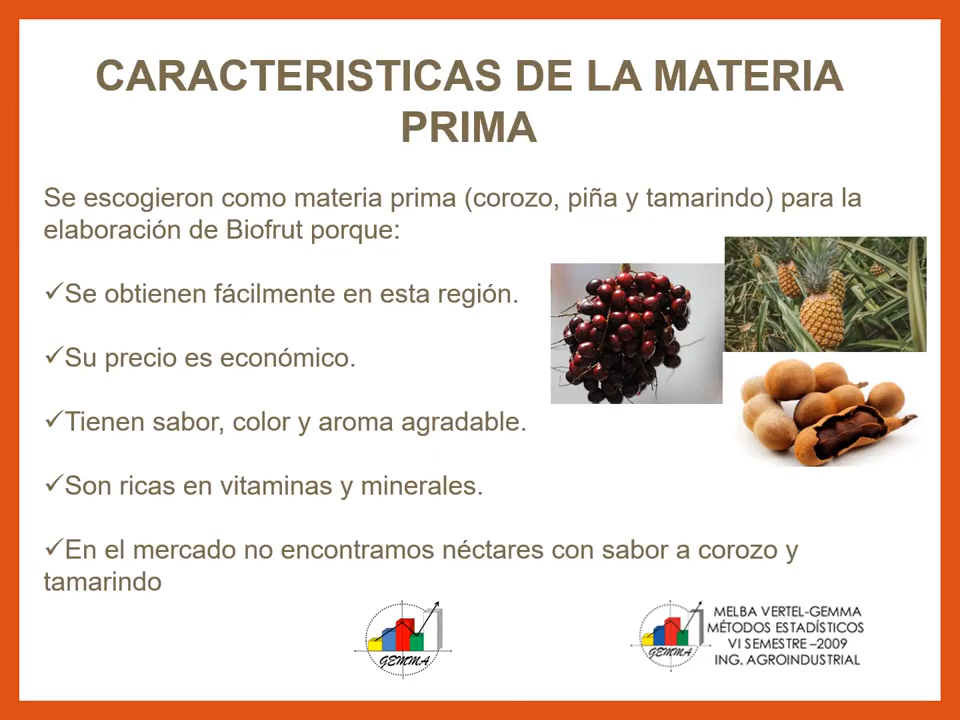 CARACTERISTICAS DE LA MATERIA
PRIMA
Se escogieron como materia prima (corozo, piña y tamarindo) para la
elaboración de Biofrut porque:
✓Se obtienen fácilmente en esta región.
✓Su precio es económico.
✓Tienen sabor, color y aroma agradable.
✓Son ricas en vitaminas y minerales.
✓En el mercado no encontramos néctares con sabor a corozo y
tamarindo
GEMMA
GEMMA
MELBA VERTEL-GEMMA
MÉTODOS ESTADÍSTICOS
VI SEMESTRE –2009
ING. AGROINDUSTRIAL